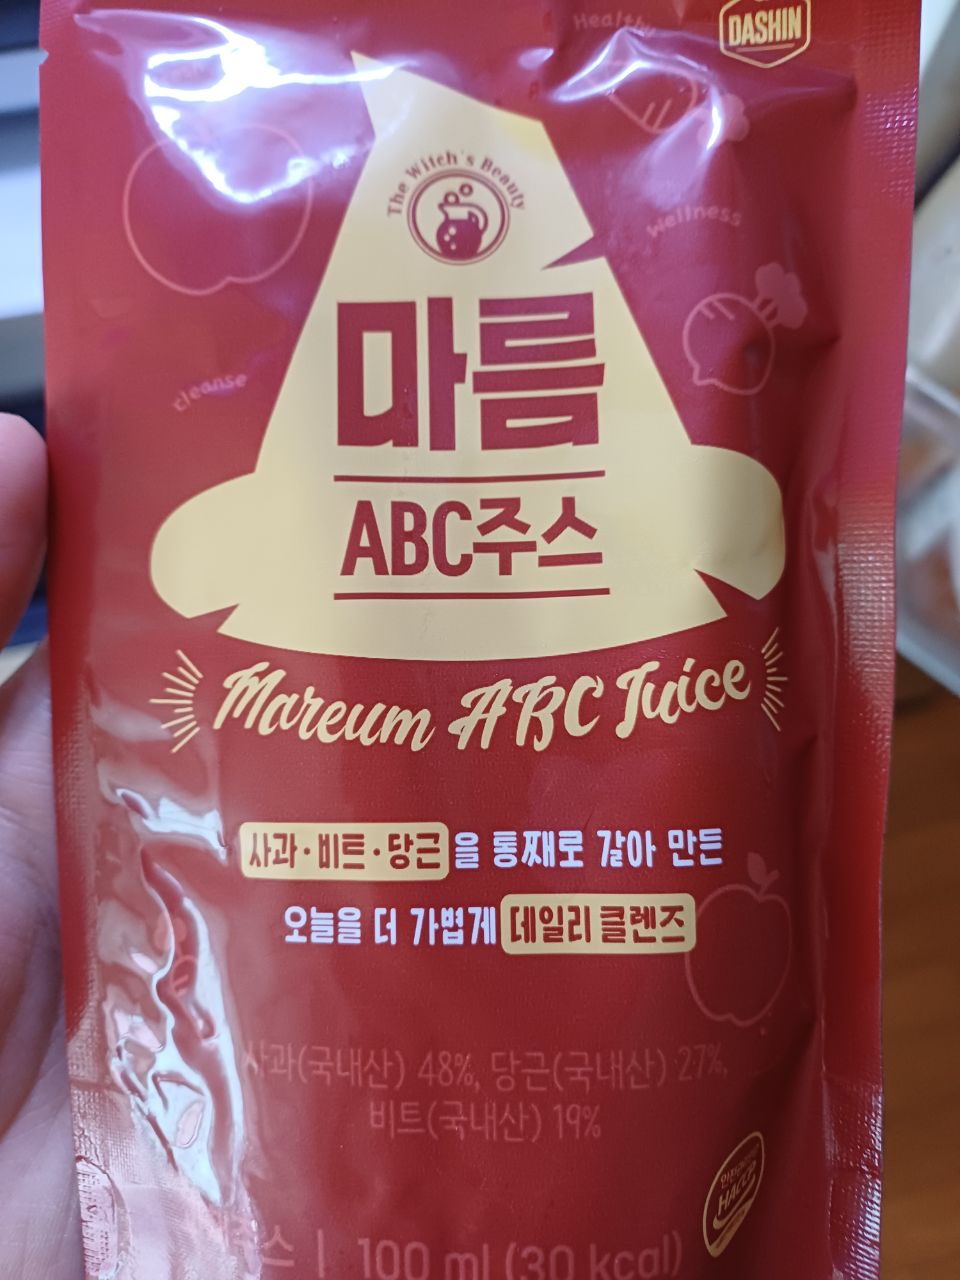 Healthy
DASHIN
The Witch's Beauty
wellness
마름
cleanse
ABC주스
Mareum ABC Juice
사과·비트·당근을 통째로 갈아 만든
오늘을 더 가볍게 데일리 클렌즈
사과(국내산) 48%, 당근(국내산) 27%,
비트(국내산) 19%
HACCP
주스 | 100 ml (30 kcal)